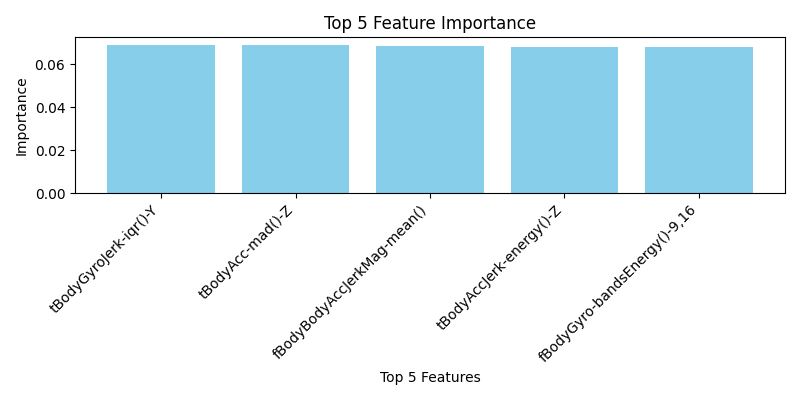 Top 5 Feature Importance
Importance
0.06
0.04
0.02
0.00
tBodyGyroJerk-iqr()-Y
tBodyAcc-mad()-Z
fBodyBodyAccJerkMag-mean()
tBodyAccJerk-energy()-Z
fBodyGyro-bandsEnergy()-9,16
Top 5 Features